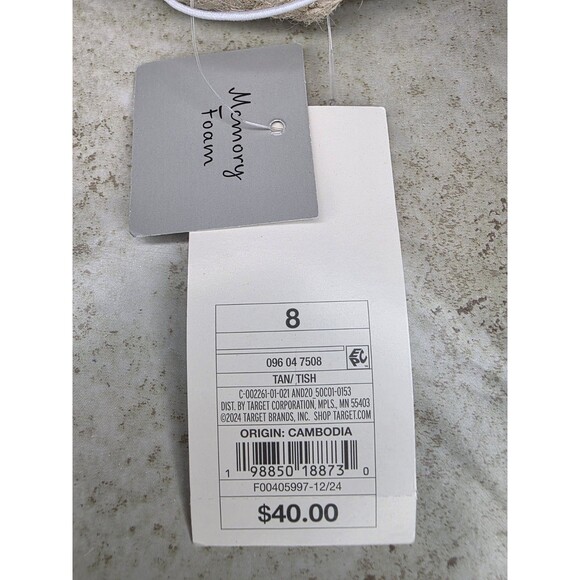 Memory
Foam
8
096 04 7508
EPC
TAN/ TISH
C-002261-01-021 AND20_50C01-0153
DIST. BY TARGET CORPORATION, MPLS., MN 55403
©2024 TARGET BRANDS, INC. SHOP TARGET.COM
ORIGIN: CAMBODIA
1 98850 18873 0
F00405997-12/24
$40.00